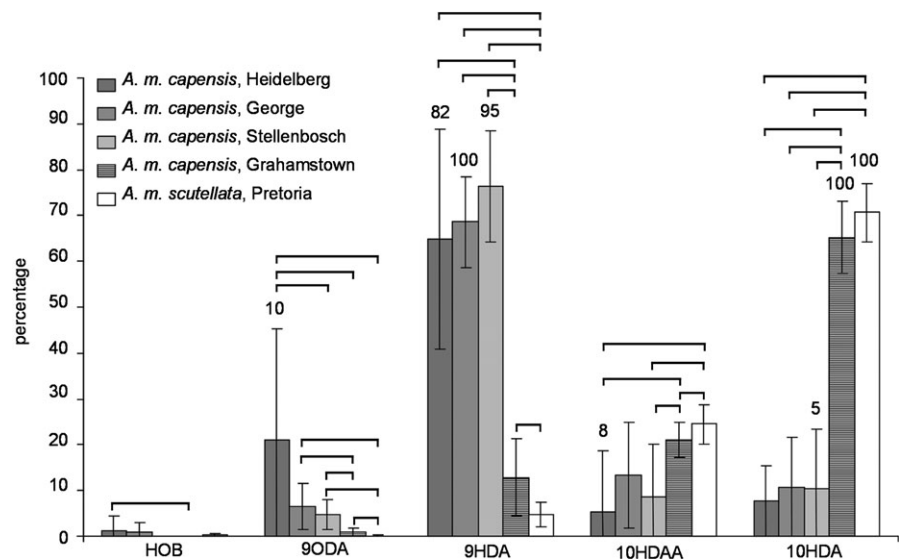 100
90
80
70
60
50
40
30
20
10
0
percentage
A. m. capensis, Heidelberg
A. m. capensis, George
A. m. capensis, Stellenbosch
A. m. capensis, Grahamstown
A. m. scutellata, Pretoria
10
82
100
95
8
5
100
100
HOB
9ODA
9HDA
10HDAA
10HDA